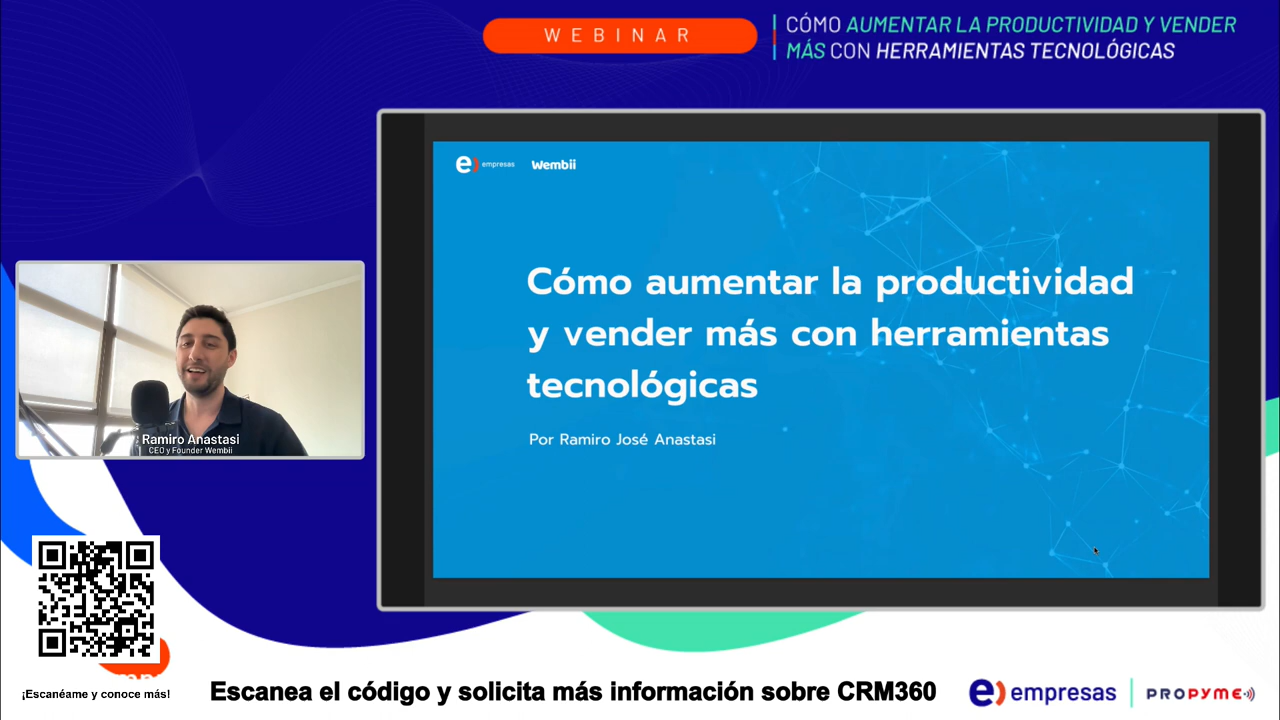 WEBINAR
CÓMO AUMENTAR LA PRODUCTIVIDAD Y VENDER
MÁS CON HERRAMIENTAS TECNOLÓGICAS
e) empresas Wembii
Cómo aumentar la productividad
y vender más con herramientas
tecnológicas
Por Ramiro José Anastasi
Ramiro Anastasi
CEO y Founder Wembii
¡Escanéame y conoce más!
Escanea el código y solicita más información sobre CRM360
e) empresas
PROPYME